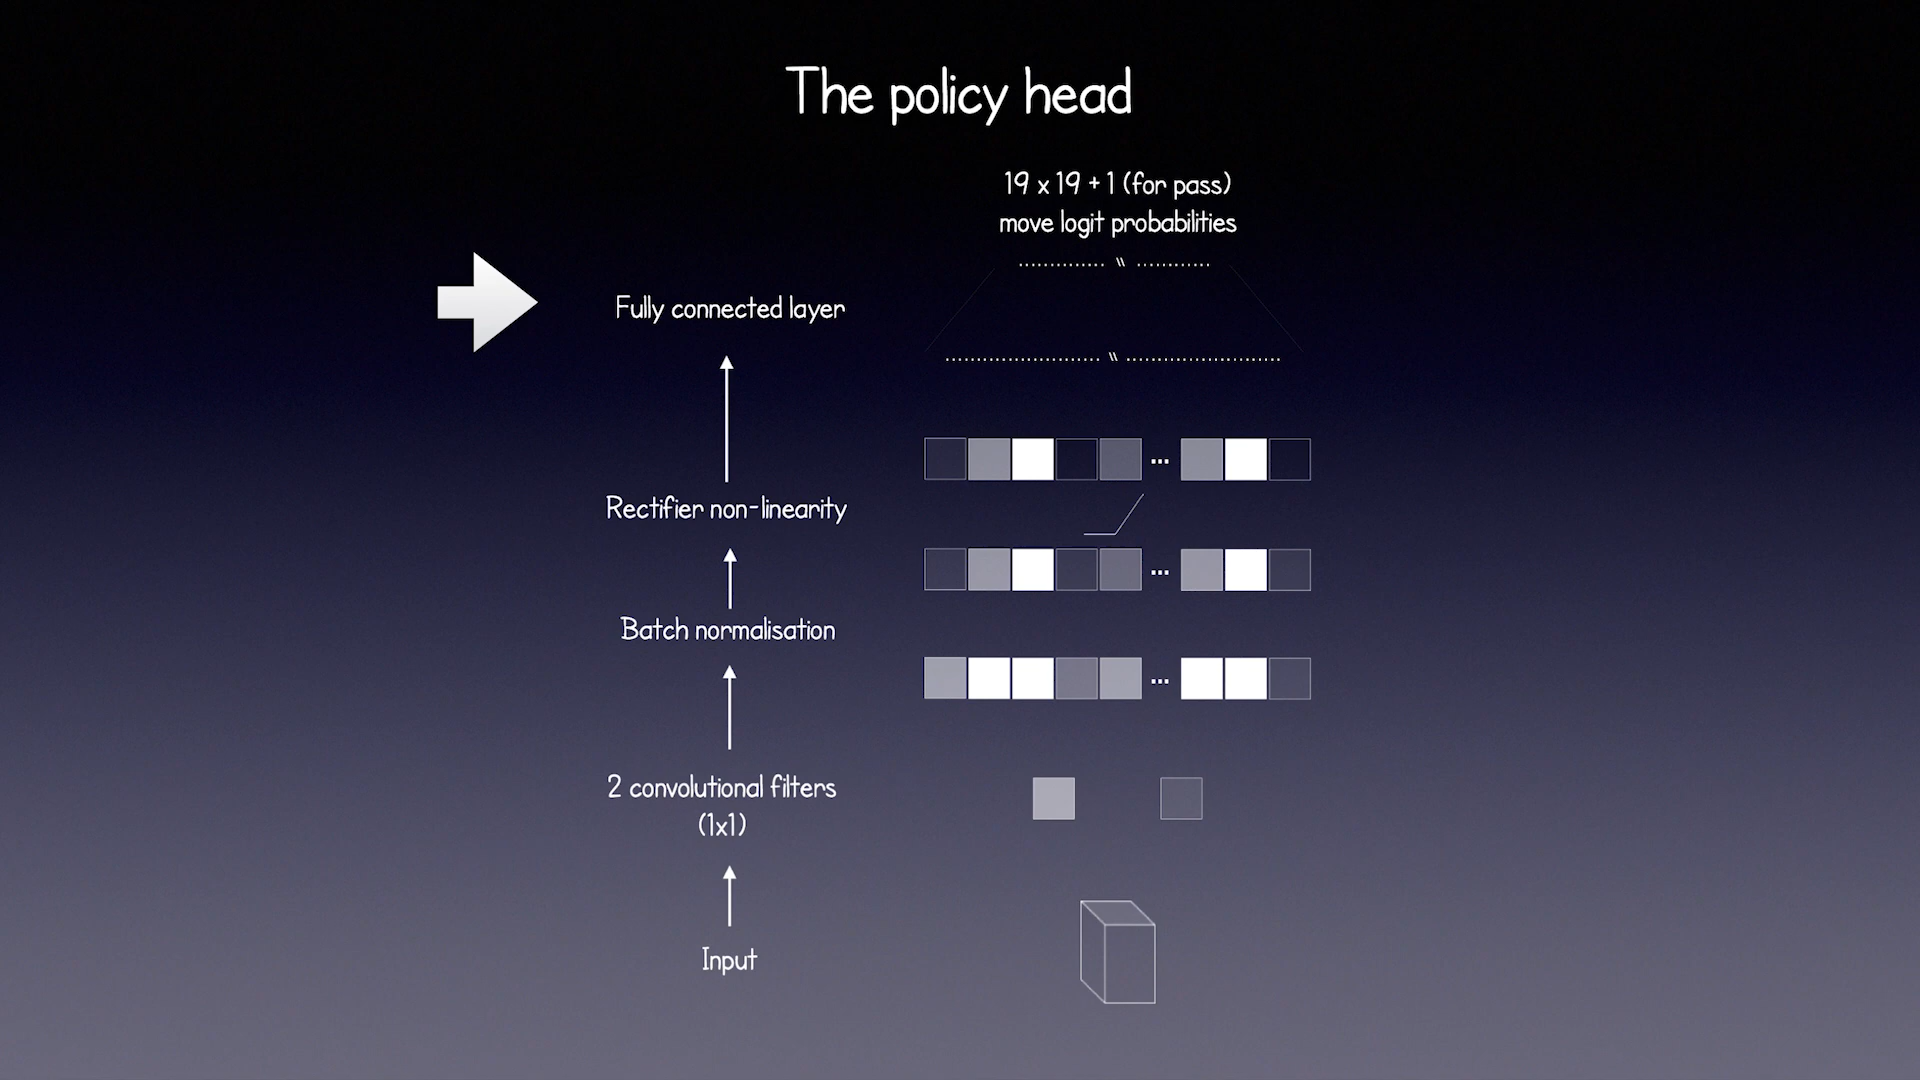 The policy head
19 x 19 + 1 (for pass)
move logit probabilities
Fully connected layer
Rectifier non-linearity
...
...
Batch normalisation
...
2 convolutional filters
(1x1)
Input